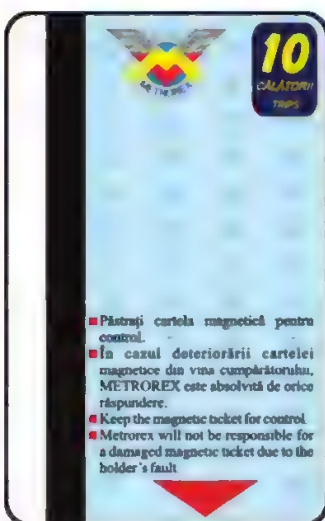 METROREX
10
CĂLĂTORII
TRIPS
Păstraţi cartela magnetică pentru
control.
În cazul deteriorării cartelei
magnetice din vina cumpărătorului,
METROREX este absolvită de orice
răspundere.
Keep the magnetic ticket for control.
Metrorex will not be responsible for
a damaged magnetic ticket due to the
holder's fault